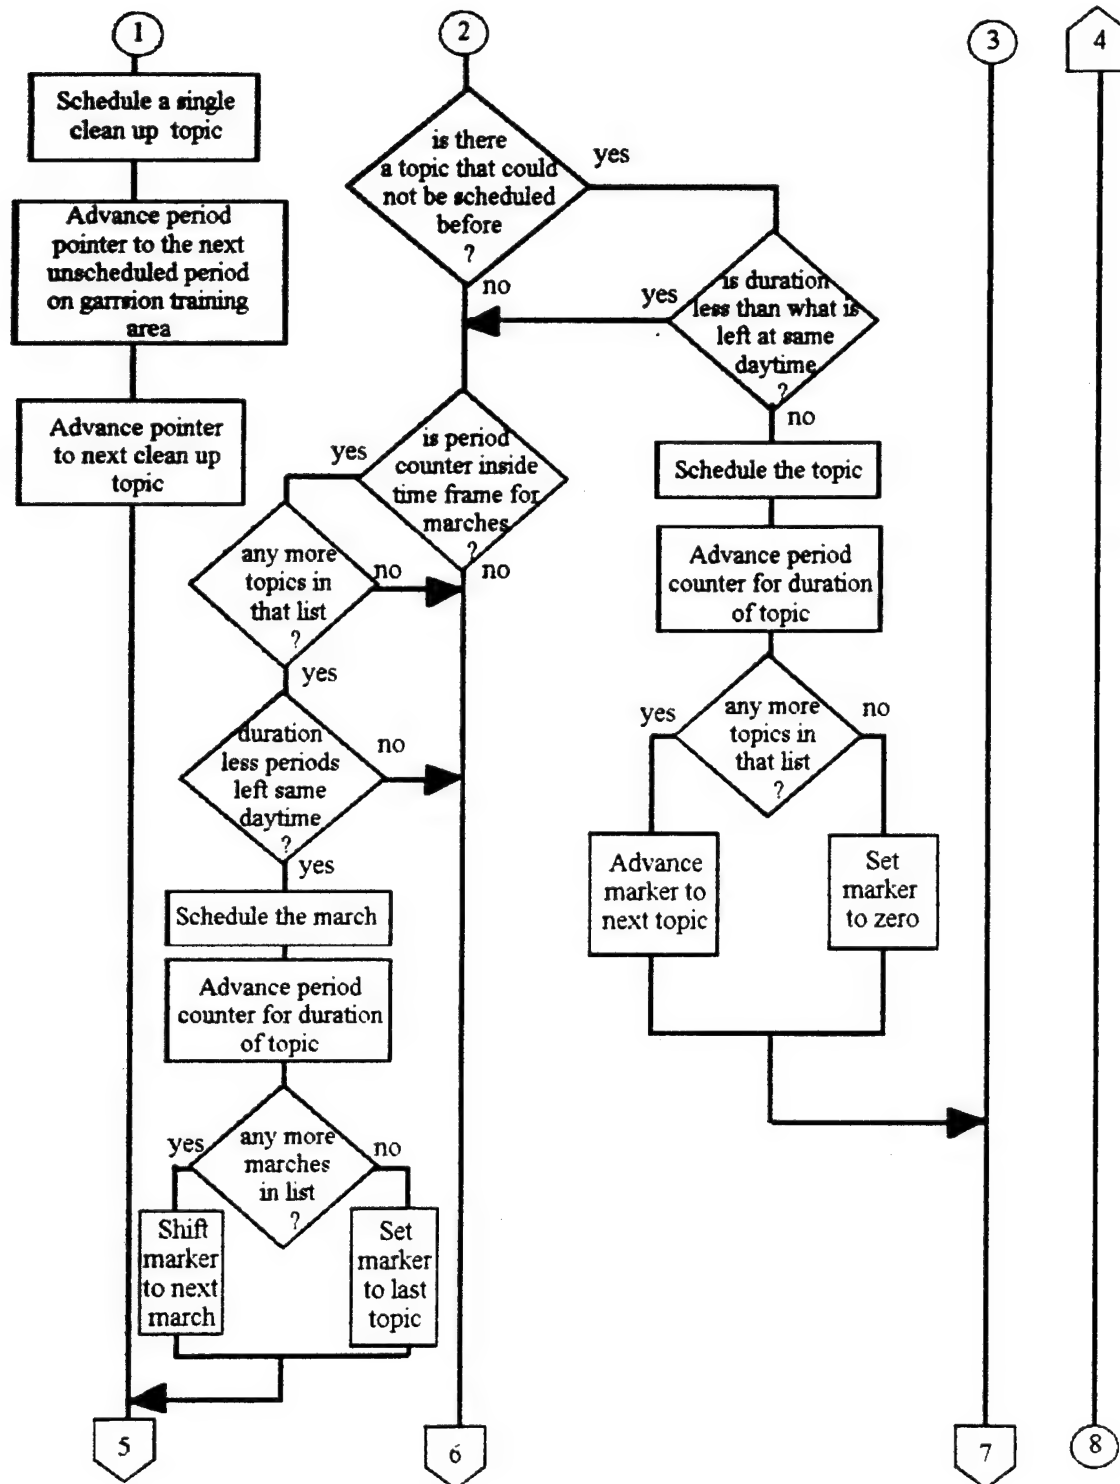 1
Schedule a single
clean up topic
Advance period
pointer to the next
unscheduled period
on garrsion training
area
Advance pointer
to next clean up
topic
2
is there
a topic that could
not be scheduled
before
?
yes
no
is duration
less than what is
left at same
daytime
?
yes
no
is period
counter inside
time frame for
marches
?
yes
no
any more
topics in
that list
?
no
yes
duration
less periods
left same
daytime
?
no
yes
Schedule the march
Advance period
counter for duration
of topic
any more
marches
in list
?
yes
no
Shift
marker
to next
march
Set
marker
to last
topic
Schedule the topic
Advance period
counter for duration
of topic
any more
topics in
that list
?
yes
no
Advance
marker to
next topic
Set
marker
to zero
3
4
5
6
7
8